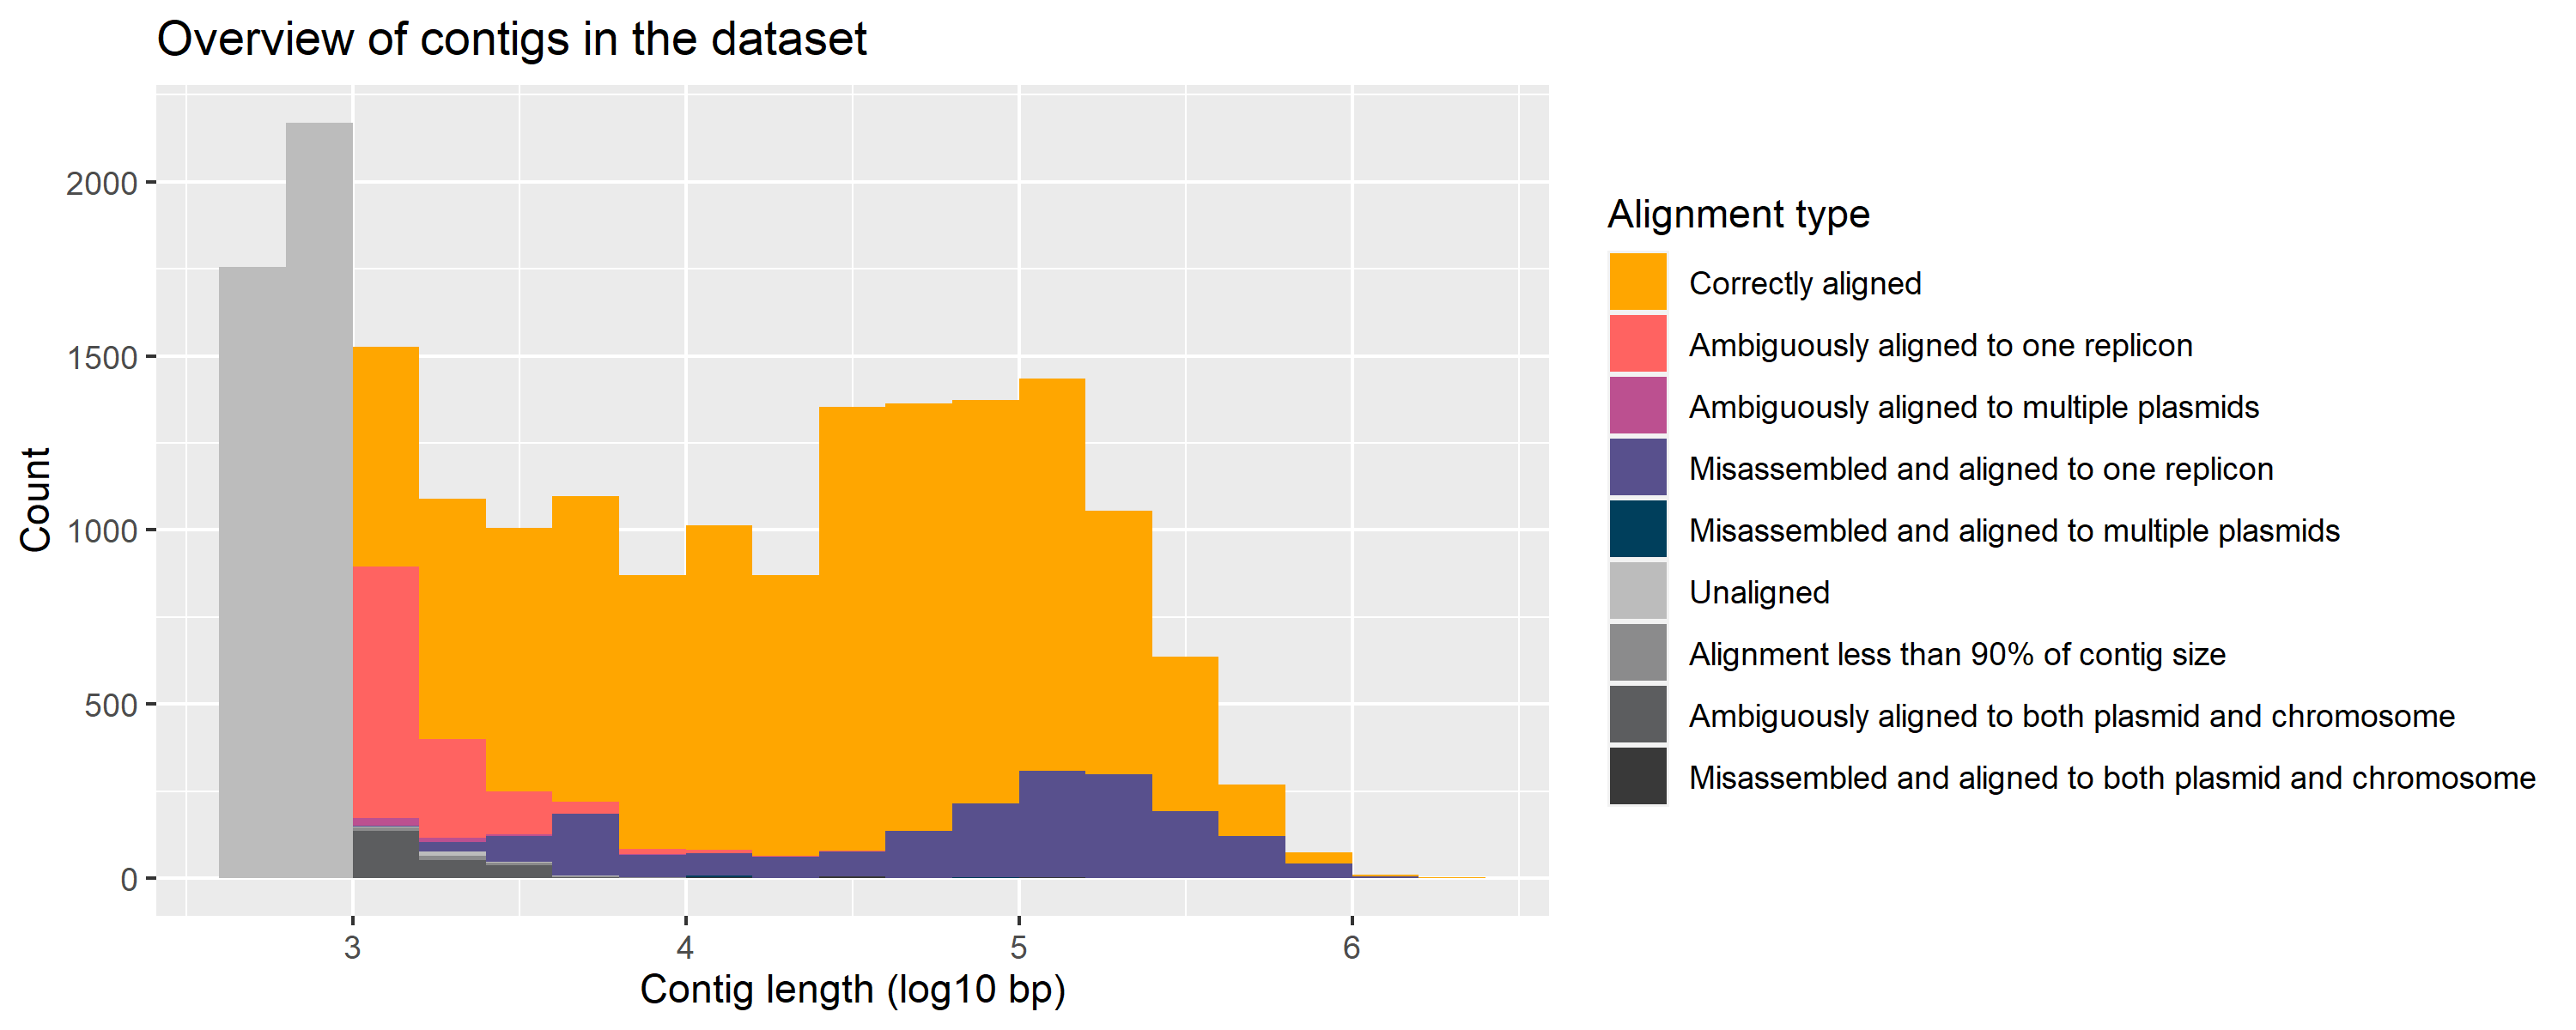 Overview of contigs in the dataset
2000
1500
1000
500
0
Count
3
4
5
6
Contig length (log10 bp)
Alignment type
Correctly aligned
Ambiguously aligned to one replicon
Ambiguously aligned to multiple plasmids
Misassembled and aligned to one replicon
Misassembled and aligned to multiple plasmids
Unaligned
Alignment less than 90% of contig size
Ambiguously aligned to both plasmid and chromosome
Misassembled and aligned to both plasmid and chromosome